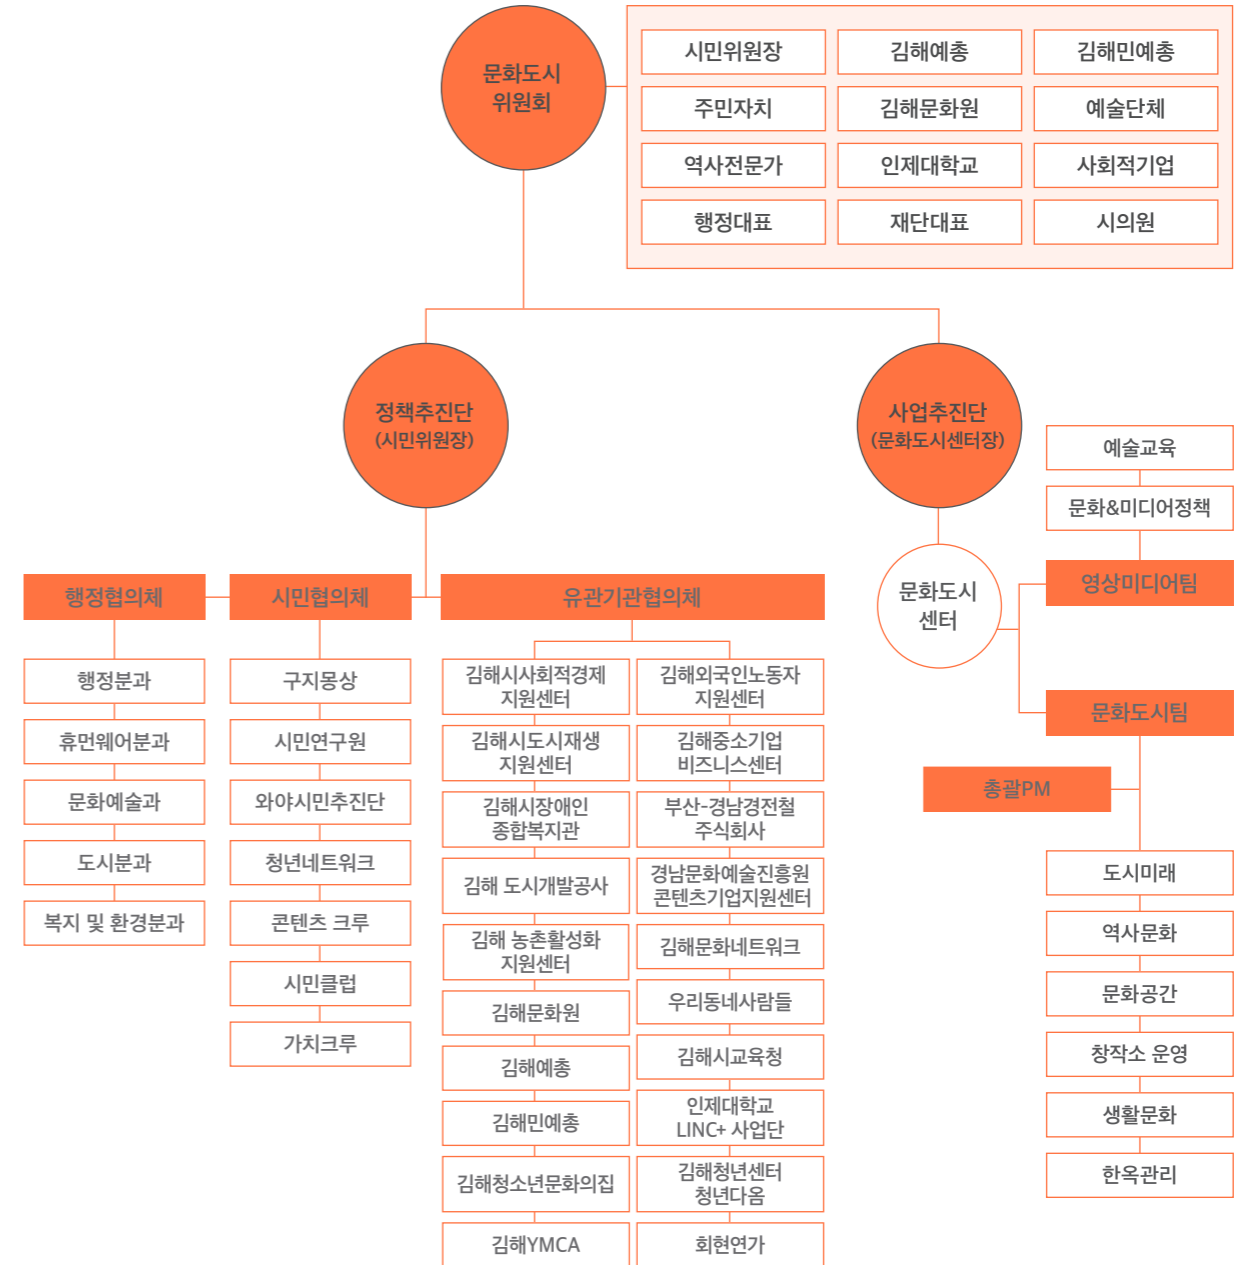 문화도시
위원회
시민위원장
김해예총
김해민예총
주민자치
김해문화원
예술단체
역사전문가
인제대학교
사회적기업
행정대표
재단대표
시의원
정책추진단
(시민위원장)
사업추진단
(문화도시센터장)
행정협의체
행정분과
휴먼웨어분과
문화예술과
도시분과
복지 및 환경분과
시민협의체
구지몽상
시민연구원
와야시민추진단
청년네트워크
콘텐츠 크루
시민클럽
가치크루
유관기관협의체
김해시사회적경제
지원센터
김해시도시재생
지원센터
김해시장애인
종합복지관
김해 도시개발공사
김해 농촌활성화
지원센터
김해문화원
김해예총
김해민예총
김해청소년문화의집
김해YMCA
김해외국인노동자
지원센터
김해중소기업
비즈니스센터
부산-경남경전철
주식회사
경남문화예술진흥원
콘텐츠기업지원센터
김해문화네트워크
우리동네사람들
김해시교육청
인제대학교
LINC+ 사업단
김해청년센터
청년다옴
회현연가
문화도시
센터
예술교육
문화&미디어정책
영상미디어팀
문화도시팀
총괄PM
도시미래
역사문화
문화공간
창작소 운영
생활문화
한옥관리